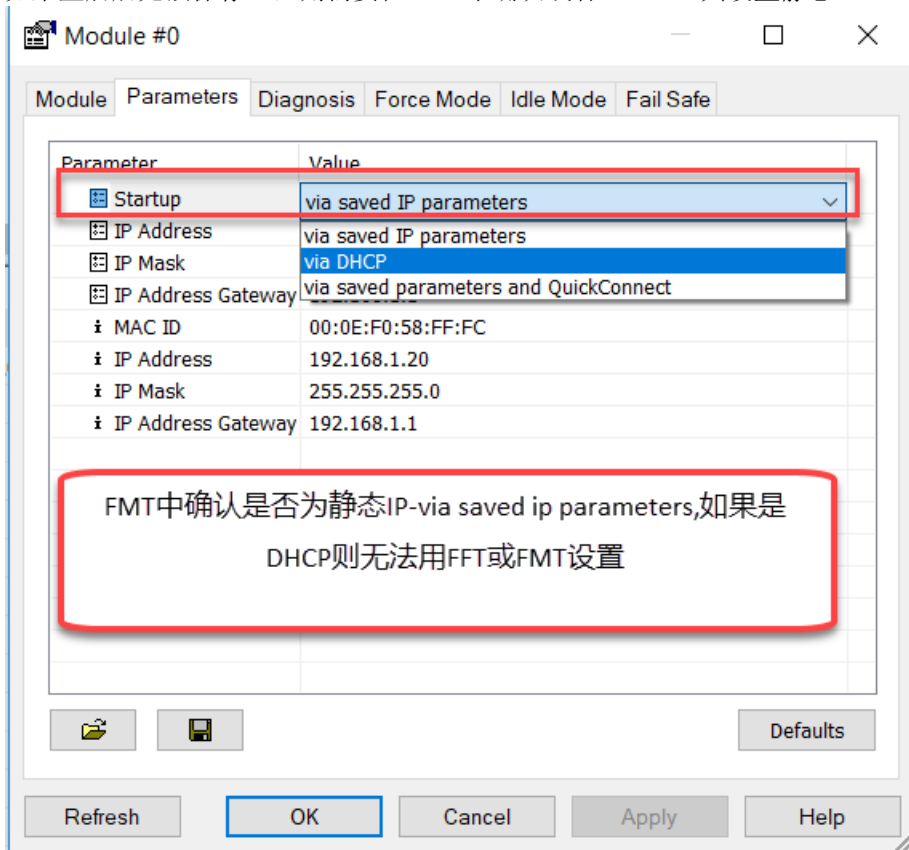 Module #0
Module Parameters Diagnosis Force Mode Idle Mode Fail Safe
Parameter Value
Startup via saved IP parameters
IP Address via saved IP parameters
IP Mask via DHCP
IP Address Gateway via saved parameters and QuickConnect
MAC ID 00:0E:F0:58:FF:FC
IP Address 192.168.1.20
IP Mask 255.255.255.0
IP Address Gateway 192.168.1.1
FMT中确认是否为静态IP-via saved ip parameters,如果是
DHCP则无法用FFT或FMT设置
Defaults
Refresh OK Cancel Apply Help